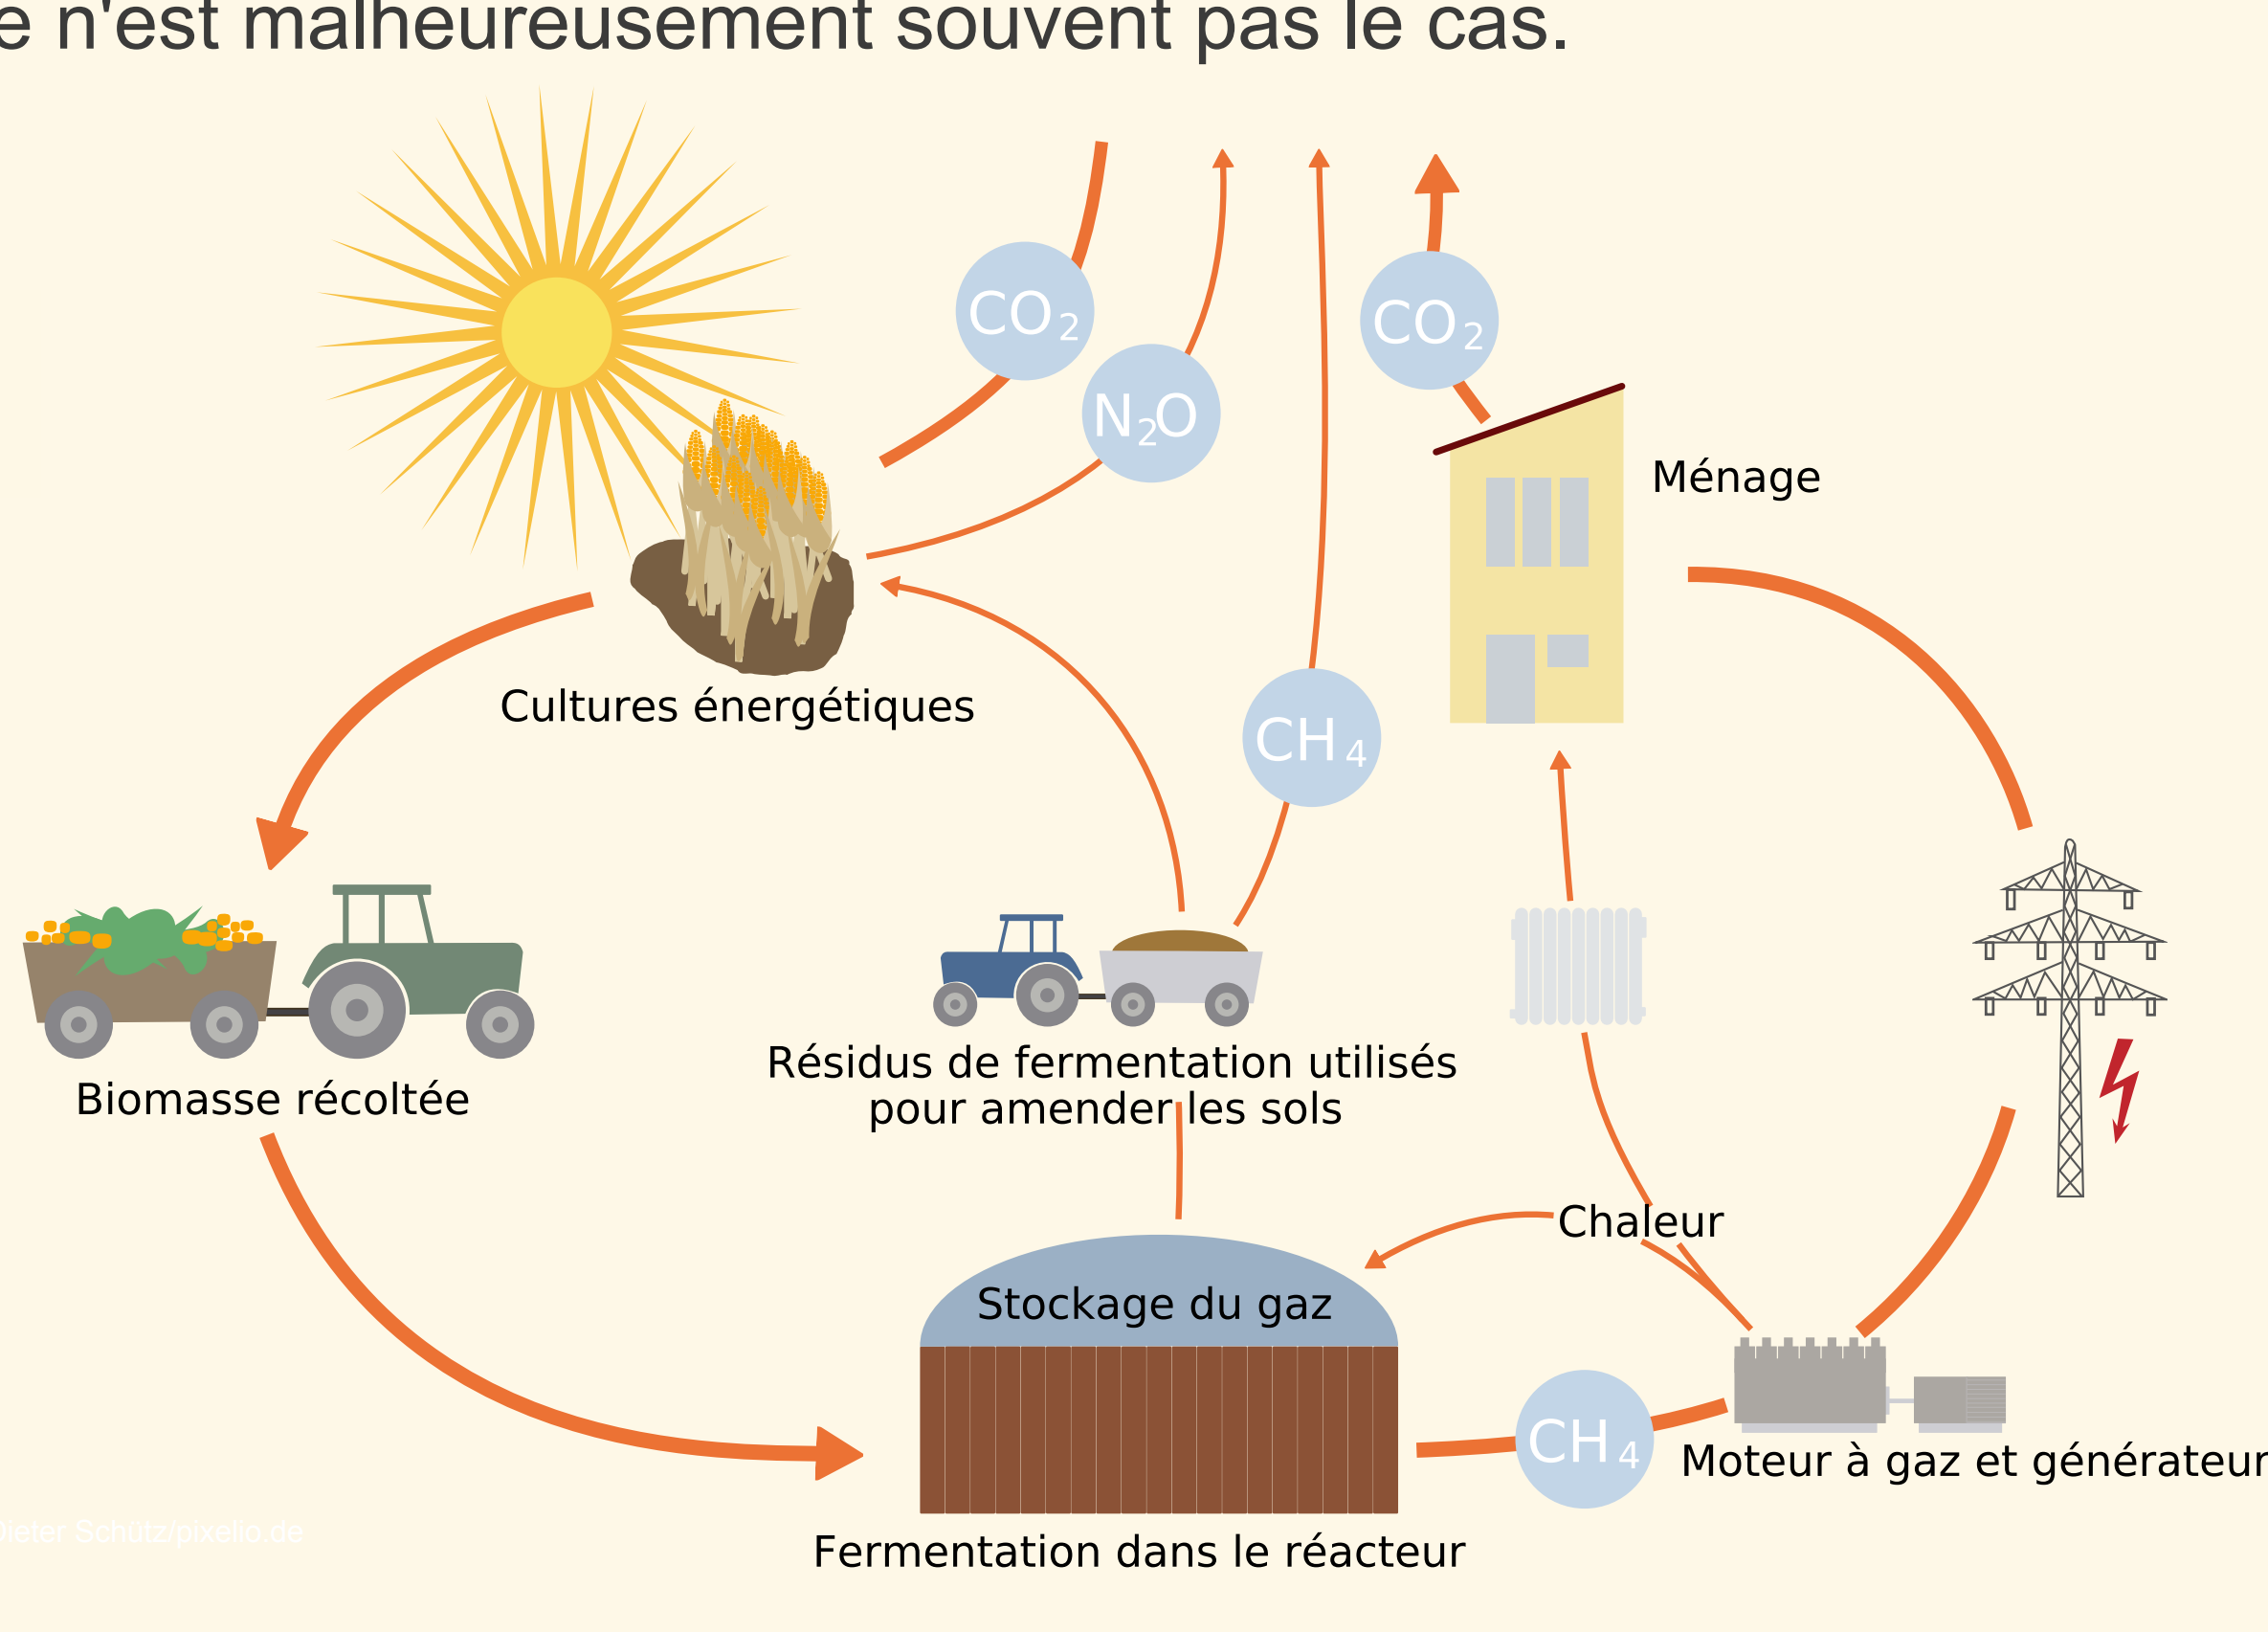 e n'est malheureusement souvent pas le cas.
CO2
CO2
N2O
Ménage
Cultures énergétiques
CH4
Résidus de fermentation utilisés
pour amender les sols
Biomasse récoltée
Chaleur
Stockage du gaz
CH4
Moteur à gaz et générateur
Dieter Schütz/pixelio.de
Fermentation dans le réacteur